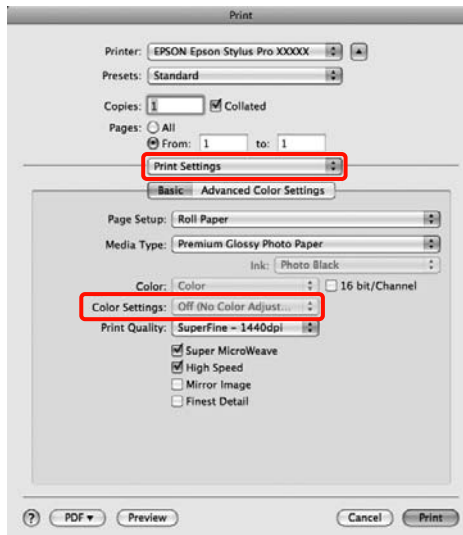 Print
Printer: EPSON Epson Stylus Pro XXXXX
Presets: Standard
Copies: 1 Collated
Pages: All
From: 1 to: 1
Print Settings
Basic Advanced Color Settings
Page Setup: Roll Paper
Media Type: Premium Glossy Photo Paper
Ink: Photo Black
Color: Color 16 bit/Channel
Color Settings: Off (No Color Adjust...
Print Quality: SuperFine - 1440dpi
Super MicroWeave
High Speed
Mirror Image
Finest Detail
? PDF Preview Cancel Print